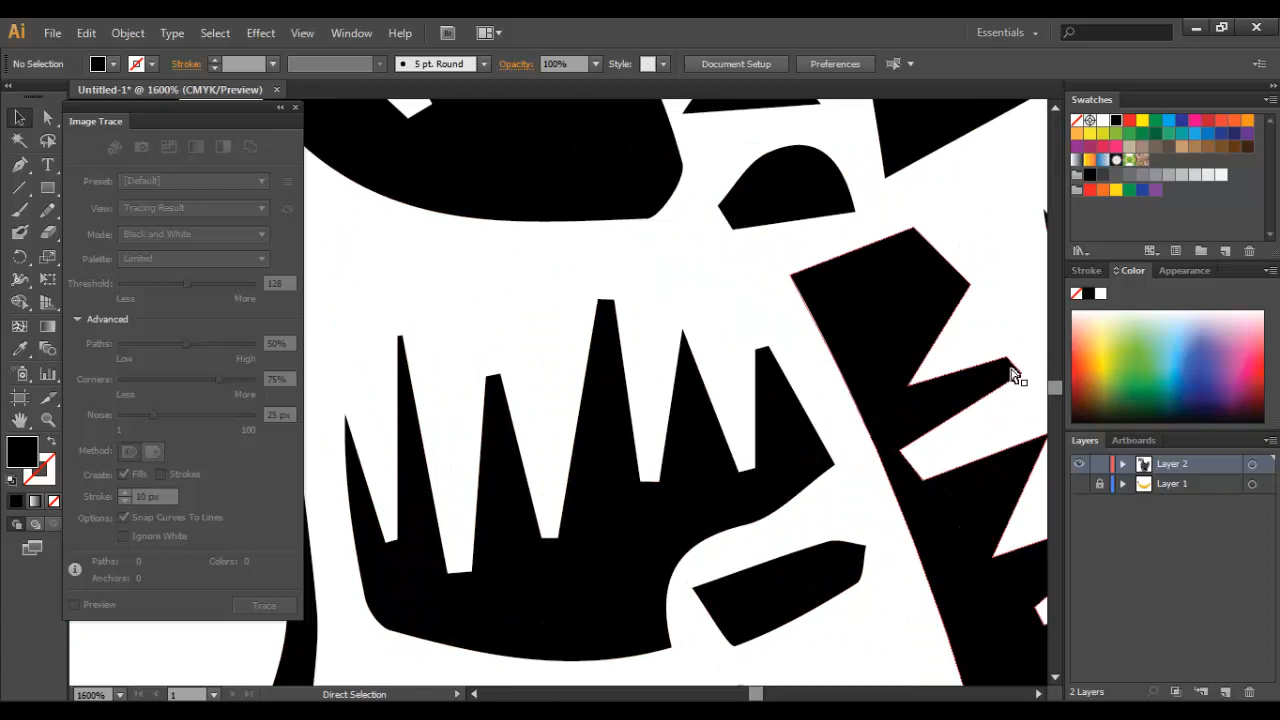 Ai File Edit Object Type Select Effect View Window Help Br Essentials
No Selection Stroke: 5 pt. Round Opacity: 100% Style: Document Setup Preferences
Untitled-1* @ 1600% (CMYK/Preview)
Image Trace
Preset: [Default]
View: Tracing Result
Mode: Black and White
Palette: Limited
Threshold: 128
Less More
Advanced
Paths: 50%
Low High
Corners: 75%
Less More
Noise: 25 px
1 100
Method:
Create: Fills Strokes
Stroke: 10 px
Options: Snap Curves To Lines
Ignore White
Paths: 0 Colors: 0
Anchors: 0
Preview Trace
Swatches
Stroke Color Appearance
Layers Artboards
Layer 2
Layer 1
2 Layers
1600% 1 Direct Selection